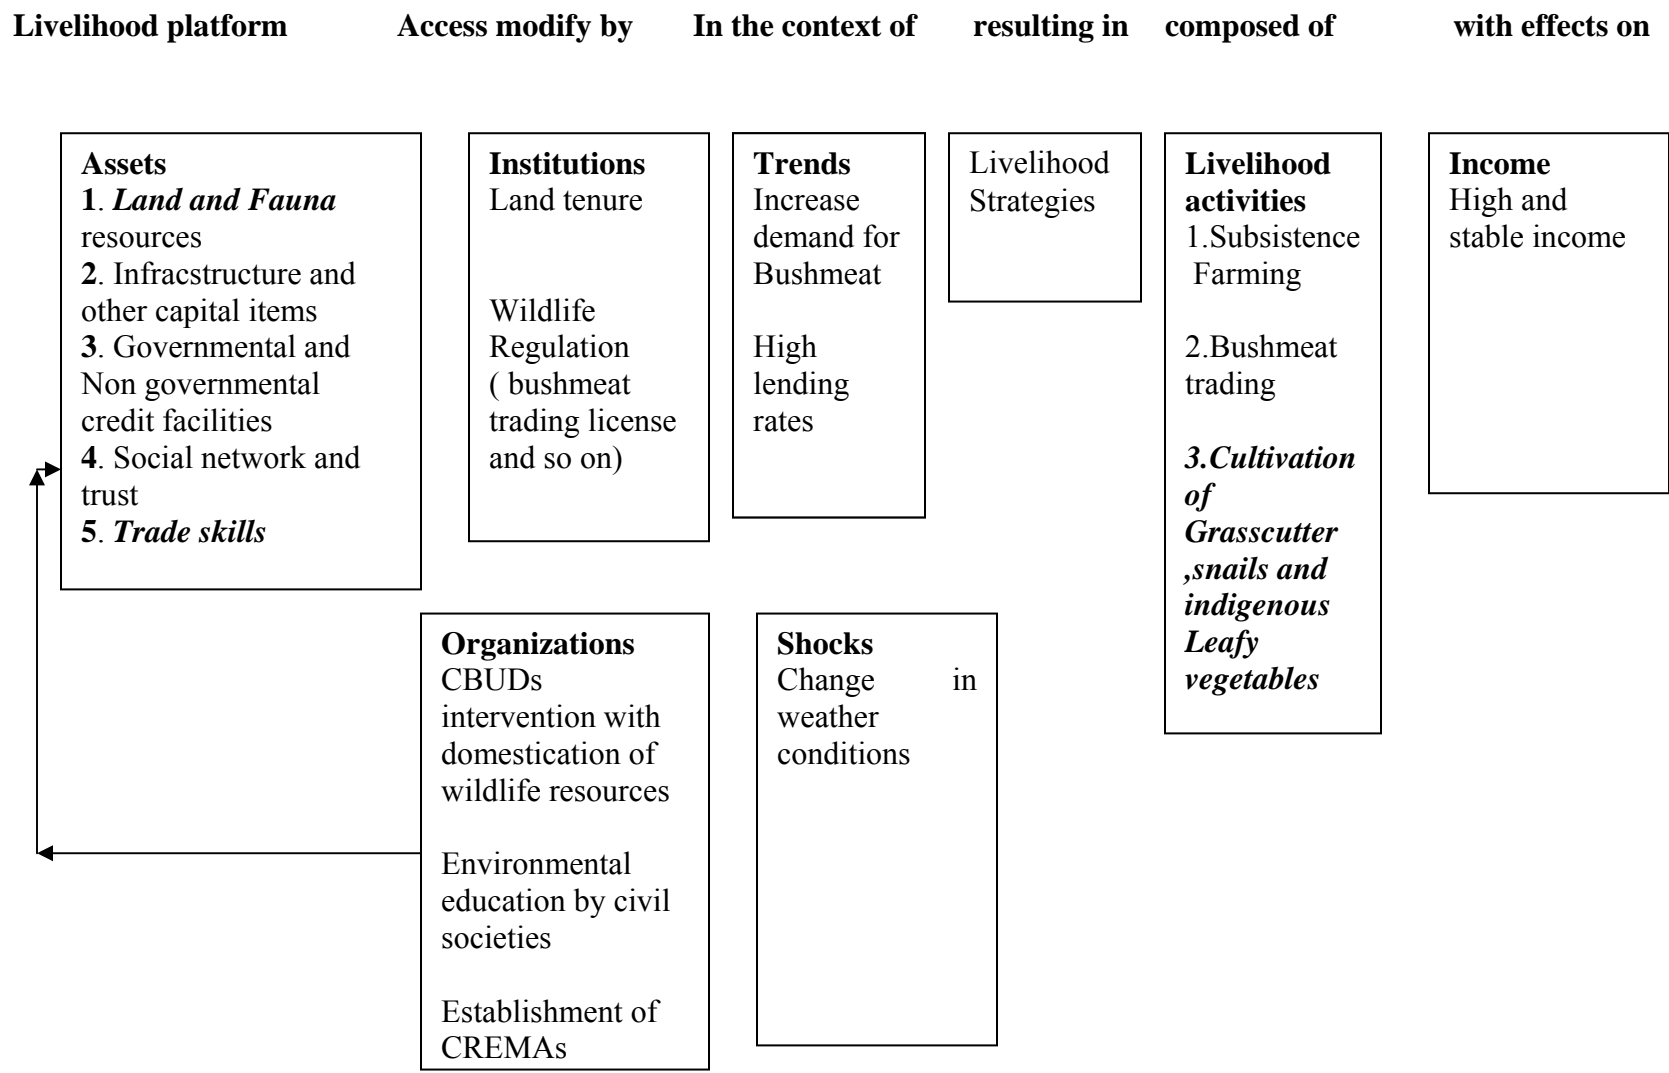 Livelihood platform Access modify by In the context of resulting in composed of with effects on
Assets
1. Land and Fauna
resources
2. Infracstructure and
other capital items
3. Governmental and
Non governmental
credit facilities
4. Social network and
trust
5. Trade skills
Institutions
Land tenure
Wildlife
Regulation
( bushmeat
trading license
and so on)
Trends
Increase
demand for
Bushmeat
High
lending
rates
Livelihood
Strategies
Livelihood
activities
1.Subsistence
Farming
2.Bushmeat
trading
3.Cultivation
of
Grasscutter
,snails and
indigenous
Leafy
vegetables
Income
High and
stable income
Organizations
CBUDs
intervention with
domestication of
wildlife resources
Environmental
education by civil
societies
Establishment of
CREMAs
Shocks
Change in
weather
conditions